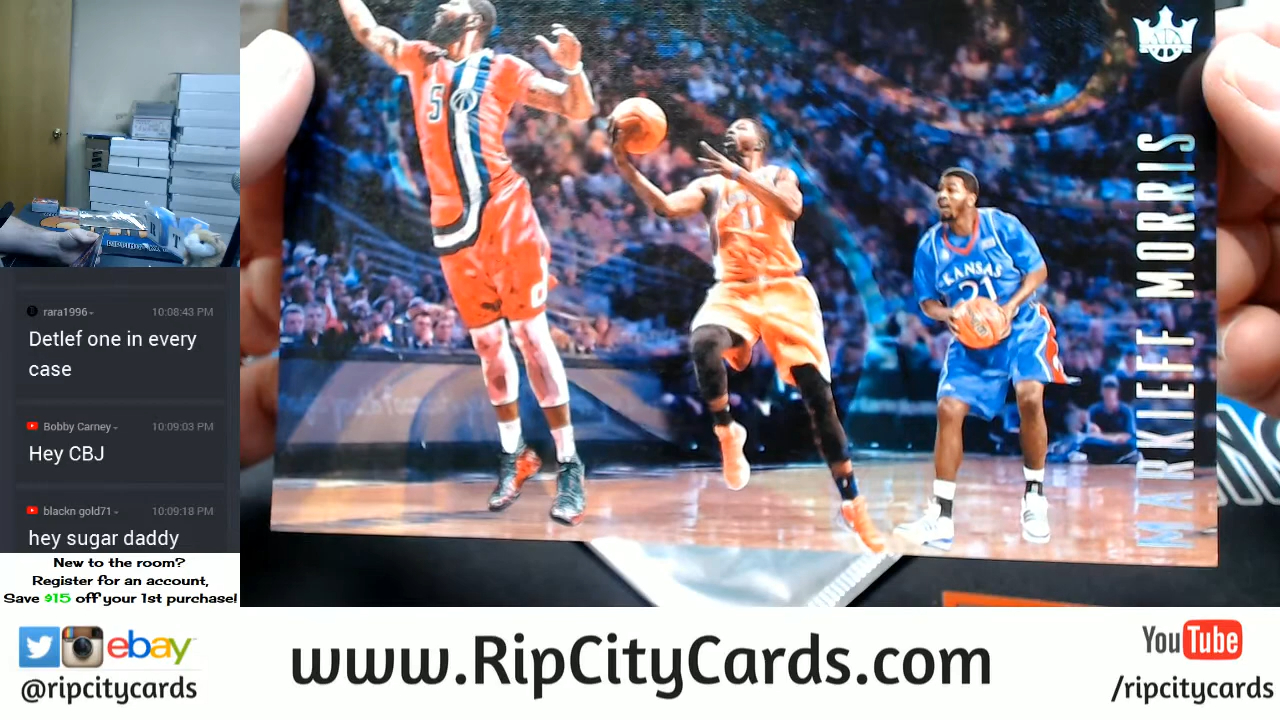 rara1996
10:08:43 PM
Detlef one in every
case
Bobby Carney
10:09:03 PM
Hey CBJ
blackn gold71
10:09:18 PM
hey sugar daddy
New to the room?
Register for an account,
Save $15 off your 1st purchase!
ebay
@ripcitycards
www.RipCityCards.com
YouTube
/ripcitycards
MARKIEFF MORRIS
5
11
KANSAS
21